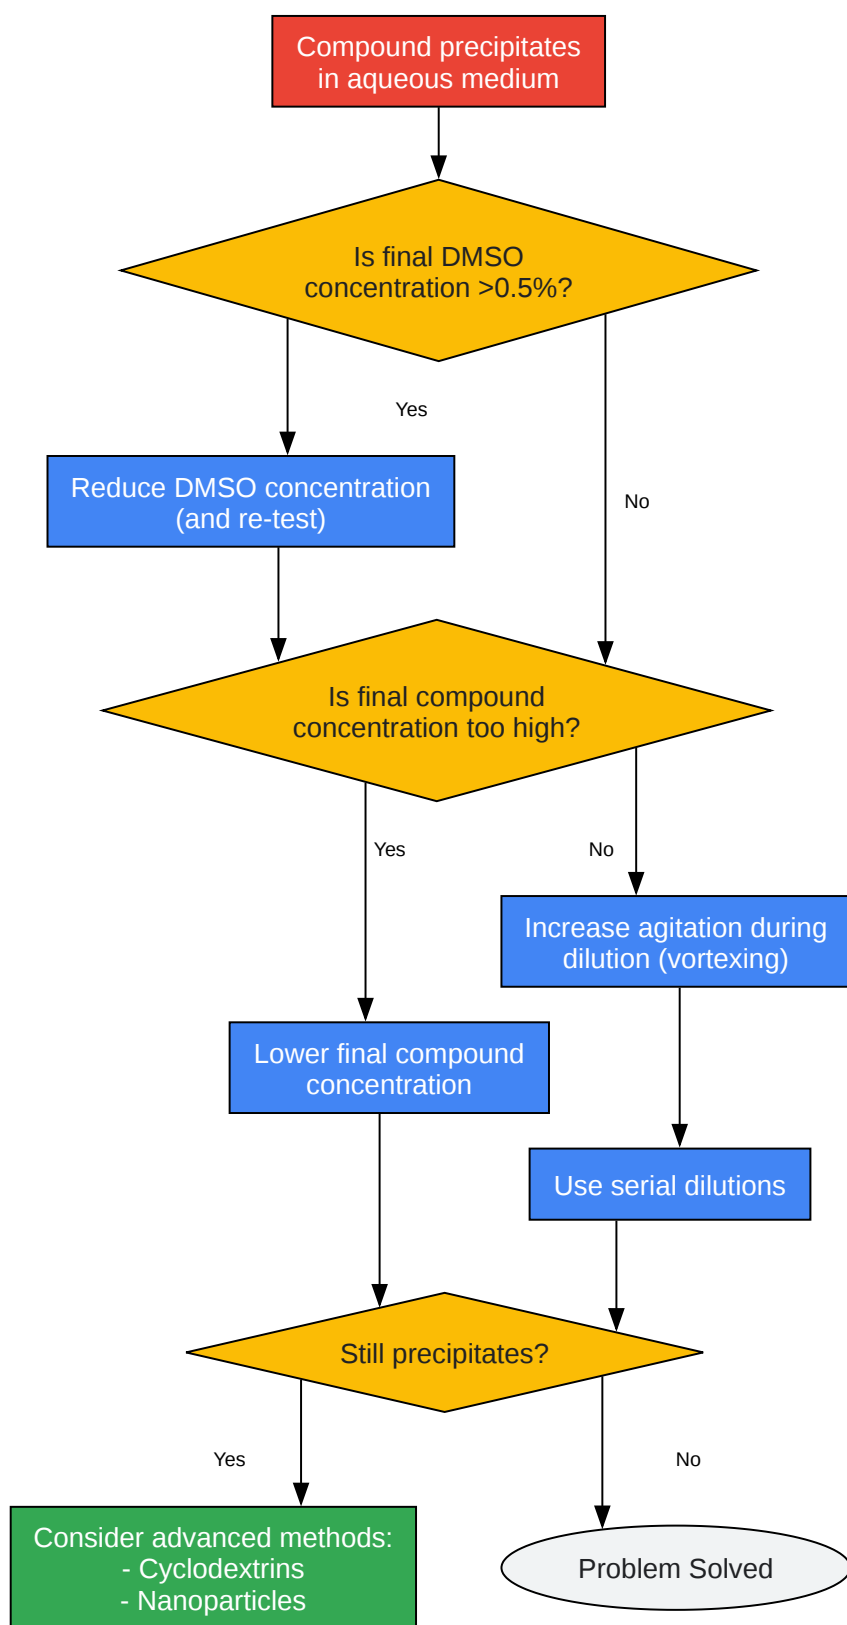 Compound precipitates
in aqueous medium
Is final DMSO
concentration >0.5%?
Yes
Reduce DMSO concentration
(and re-test)
No
Is final compound
concentration too high?
Yes
No
Increase agitation during
dilution (vortexing)
Lower final compound
concentration
Use serial dilutions
Still precipitates?
Yes
No
Consider advanced methods:
- Cyclodextrins
- Nanoparticles
Problem Solved